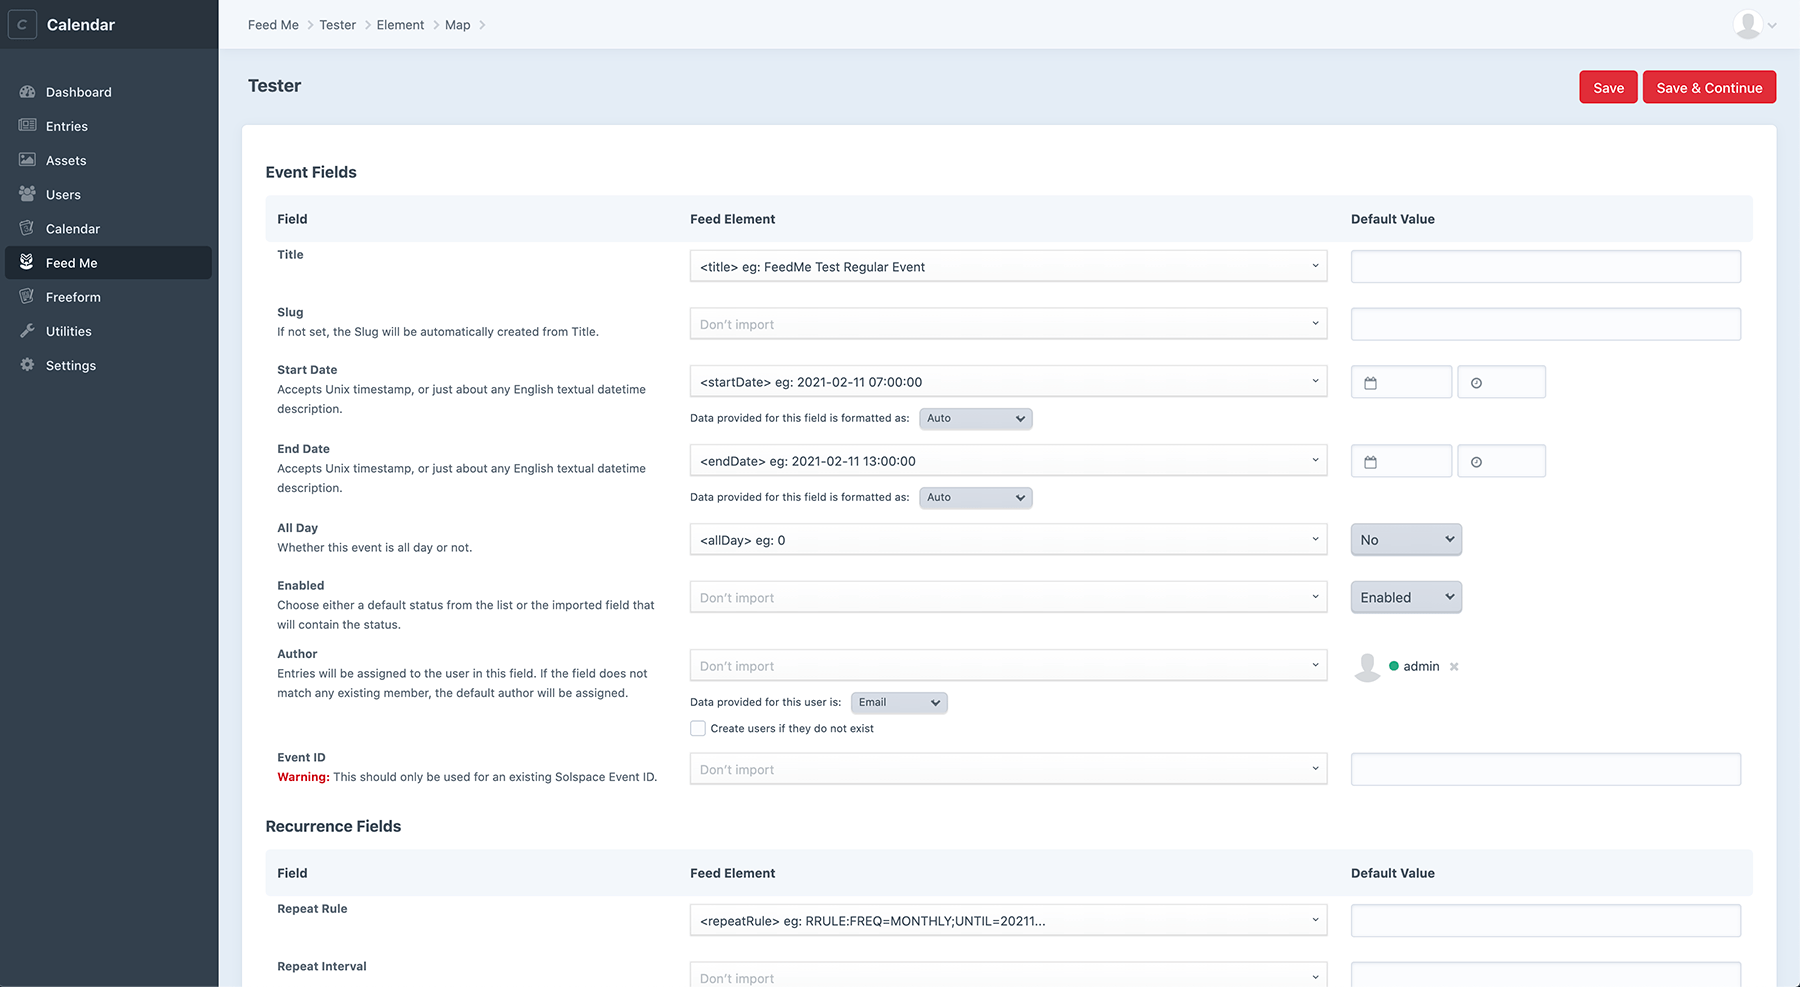 C Calendar
Feed Me > Tester > Element > Map >
Dashboard
Entries
Assets
Users
Calendar
Feed Me
Freeform
Utilities
Settings
Tester
Save
Save & Continue
Event Fields
Field Feed Element Default Value
Title
<title> eg: FeedMe Test Regular Event
Slug
If not set, the Slug will be automatically created from Title.
Don't import
Start Date
Accepts Unix timestamp, or just about any English textual datetime
description.
<startDate> eg: 2021-02-11 07:00:00
Data provided for this field is formatted as: Auto
End Date
Accepts Unix timestamp, or just about any English textual datetime
description.
<endDate> eg: 2021-02-11 13:00:00
Data provided for this field is formatted as: Auto
All Day
Whether this event is all day or not.
<allDay> eg: 0
No
Enabled
Choose either a default status from the list or the imported field that
will contain the status.
Don't import
Enabled
Author
Entries will be assigned to the user in this field. If the field does not
match any existing member, the default author will be assigned.
Don't import
Data provided for this user is: Email
Create users if they do not exist
admin
Event ID
Warning: This should only be used for an existing Solspace Event ID.
Don't import
Recurrence Fields
Field Feed Element Default Value
Repeat Rule
<repeatRule> eg: RRULE:FREQ=MONTHLY;UNTIL=20211...
Repeat Interval
Don't import